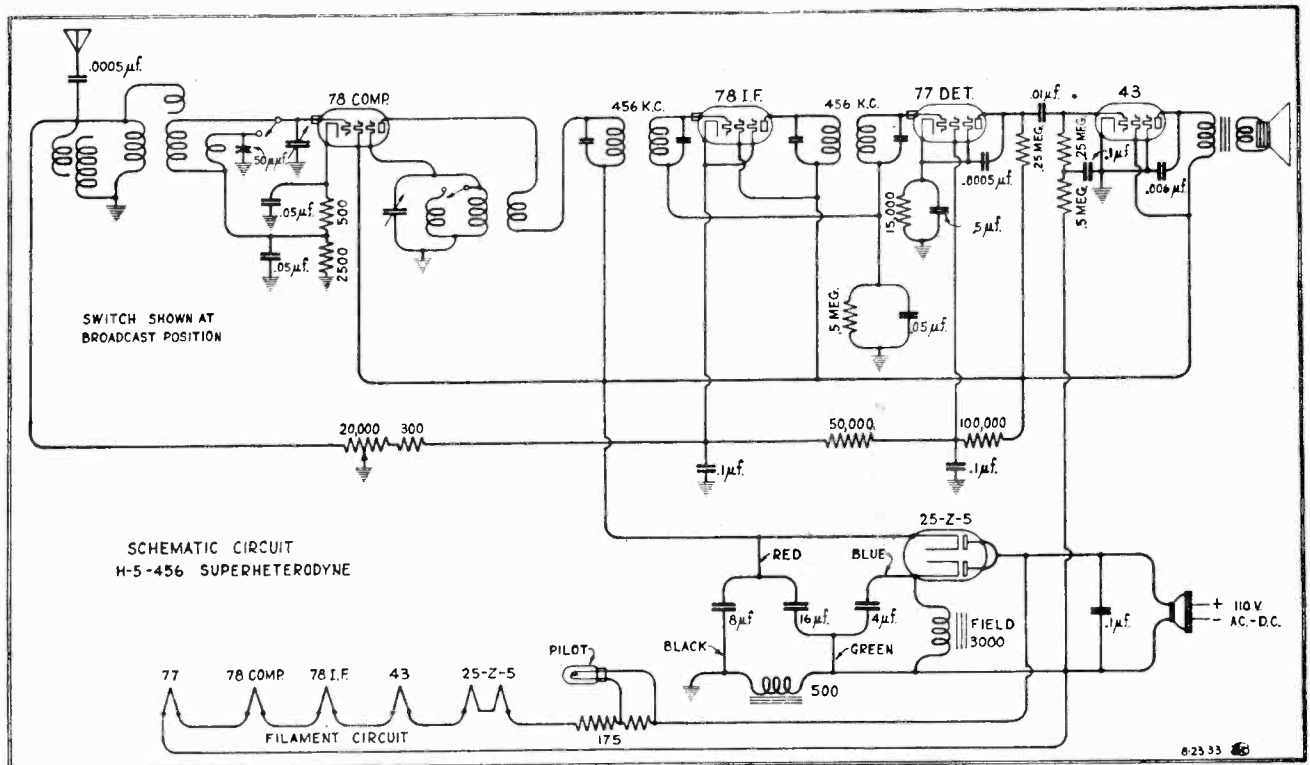 .0005µf.
78 COMP.
50µµf.
.05µf.
500
.05µf.
2500
SWITCH SHOWN AT
BROADCAST POSITION
456 K.C.
78 I.F.
456 K.C.
77 DET.
.01µf.
43
.25 MEG.
.25 MEG.
.1µf.
.0005µf.
.006µf.
.5 MEG.
15,000
.5µf.
.5 MEG.
.05µf.
20,000
300
50,000
100,000
.1µf.
.1µf.
SCHEMATIC CIRCUIT
H-5-456 SUPERHETERODYNE
25-Z-5
RED
BLUE
8µf
16µf.
4µf.
FIELD
3000
.1µf.
+ 110 V.
- AC.-D.C.
BLACK
GREEN
PILOT
500
77
78 COMP.
78 I.F.
43
25-Z-5
175
FILAMENT CIRCUIT
8-23 33